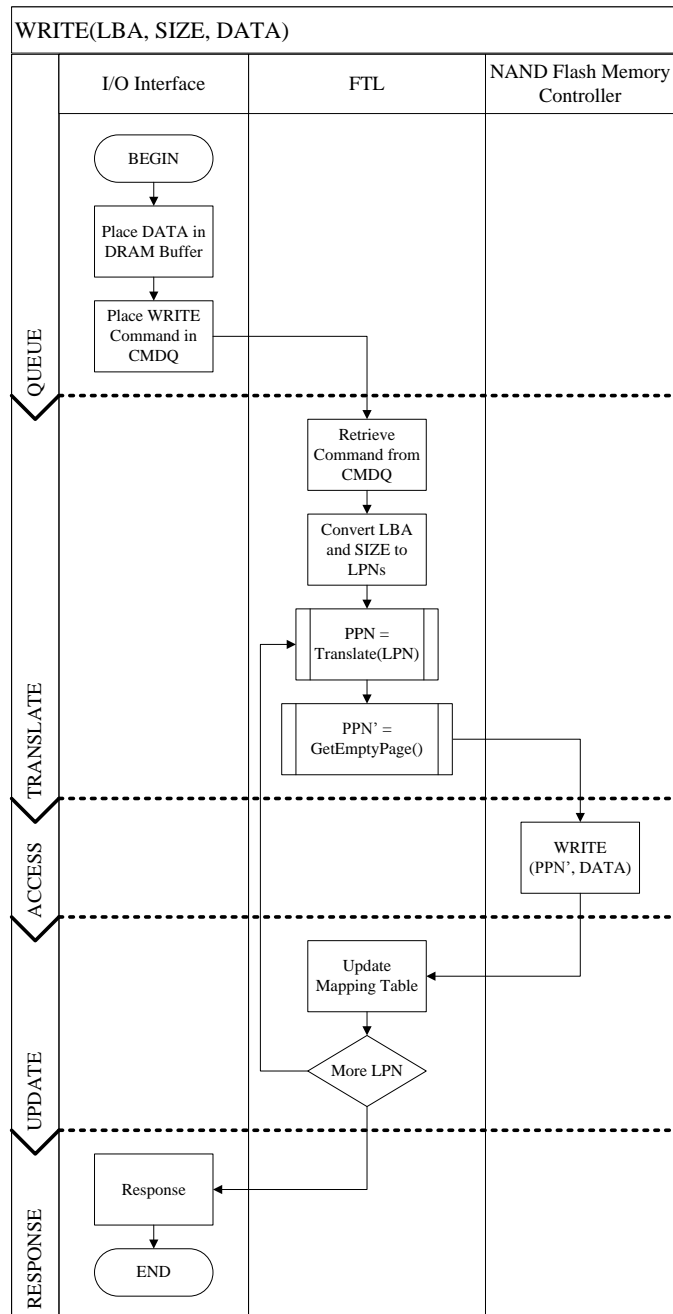 WRITE(LBA, SIZE, DATA)
I/O Interface
FTL
NAND Flash Memory
Controller
QUEUE
BEGIN
Place DATA in
DRAM Buffer
Place WRITE
Command in
CMDQ
TRANSLATE
Retrieve
Command from
CMDQ
Convert LBA
and SIZE to
LPNs
PPN =
Translate(LPN)
PPN’ =
GetEmptyPage()
ACCESS
WRITE
(PPN’, DATA)
UPDATE
Update
Mapping Table
More LPN
RESPONSE
Response
END